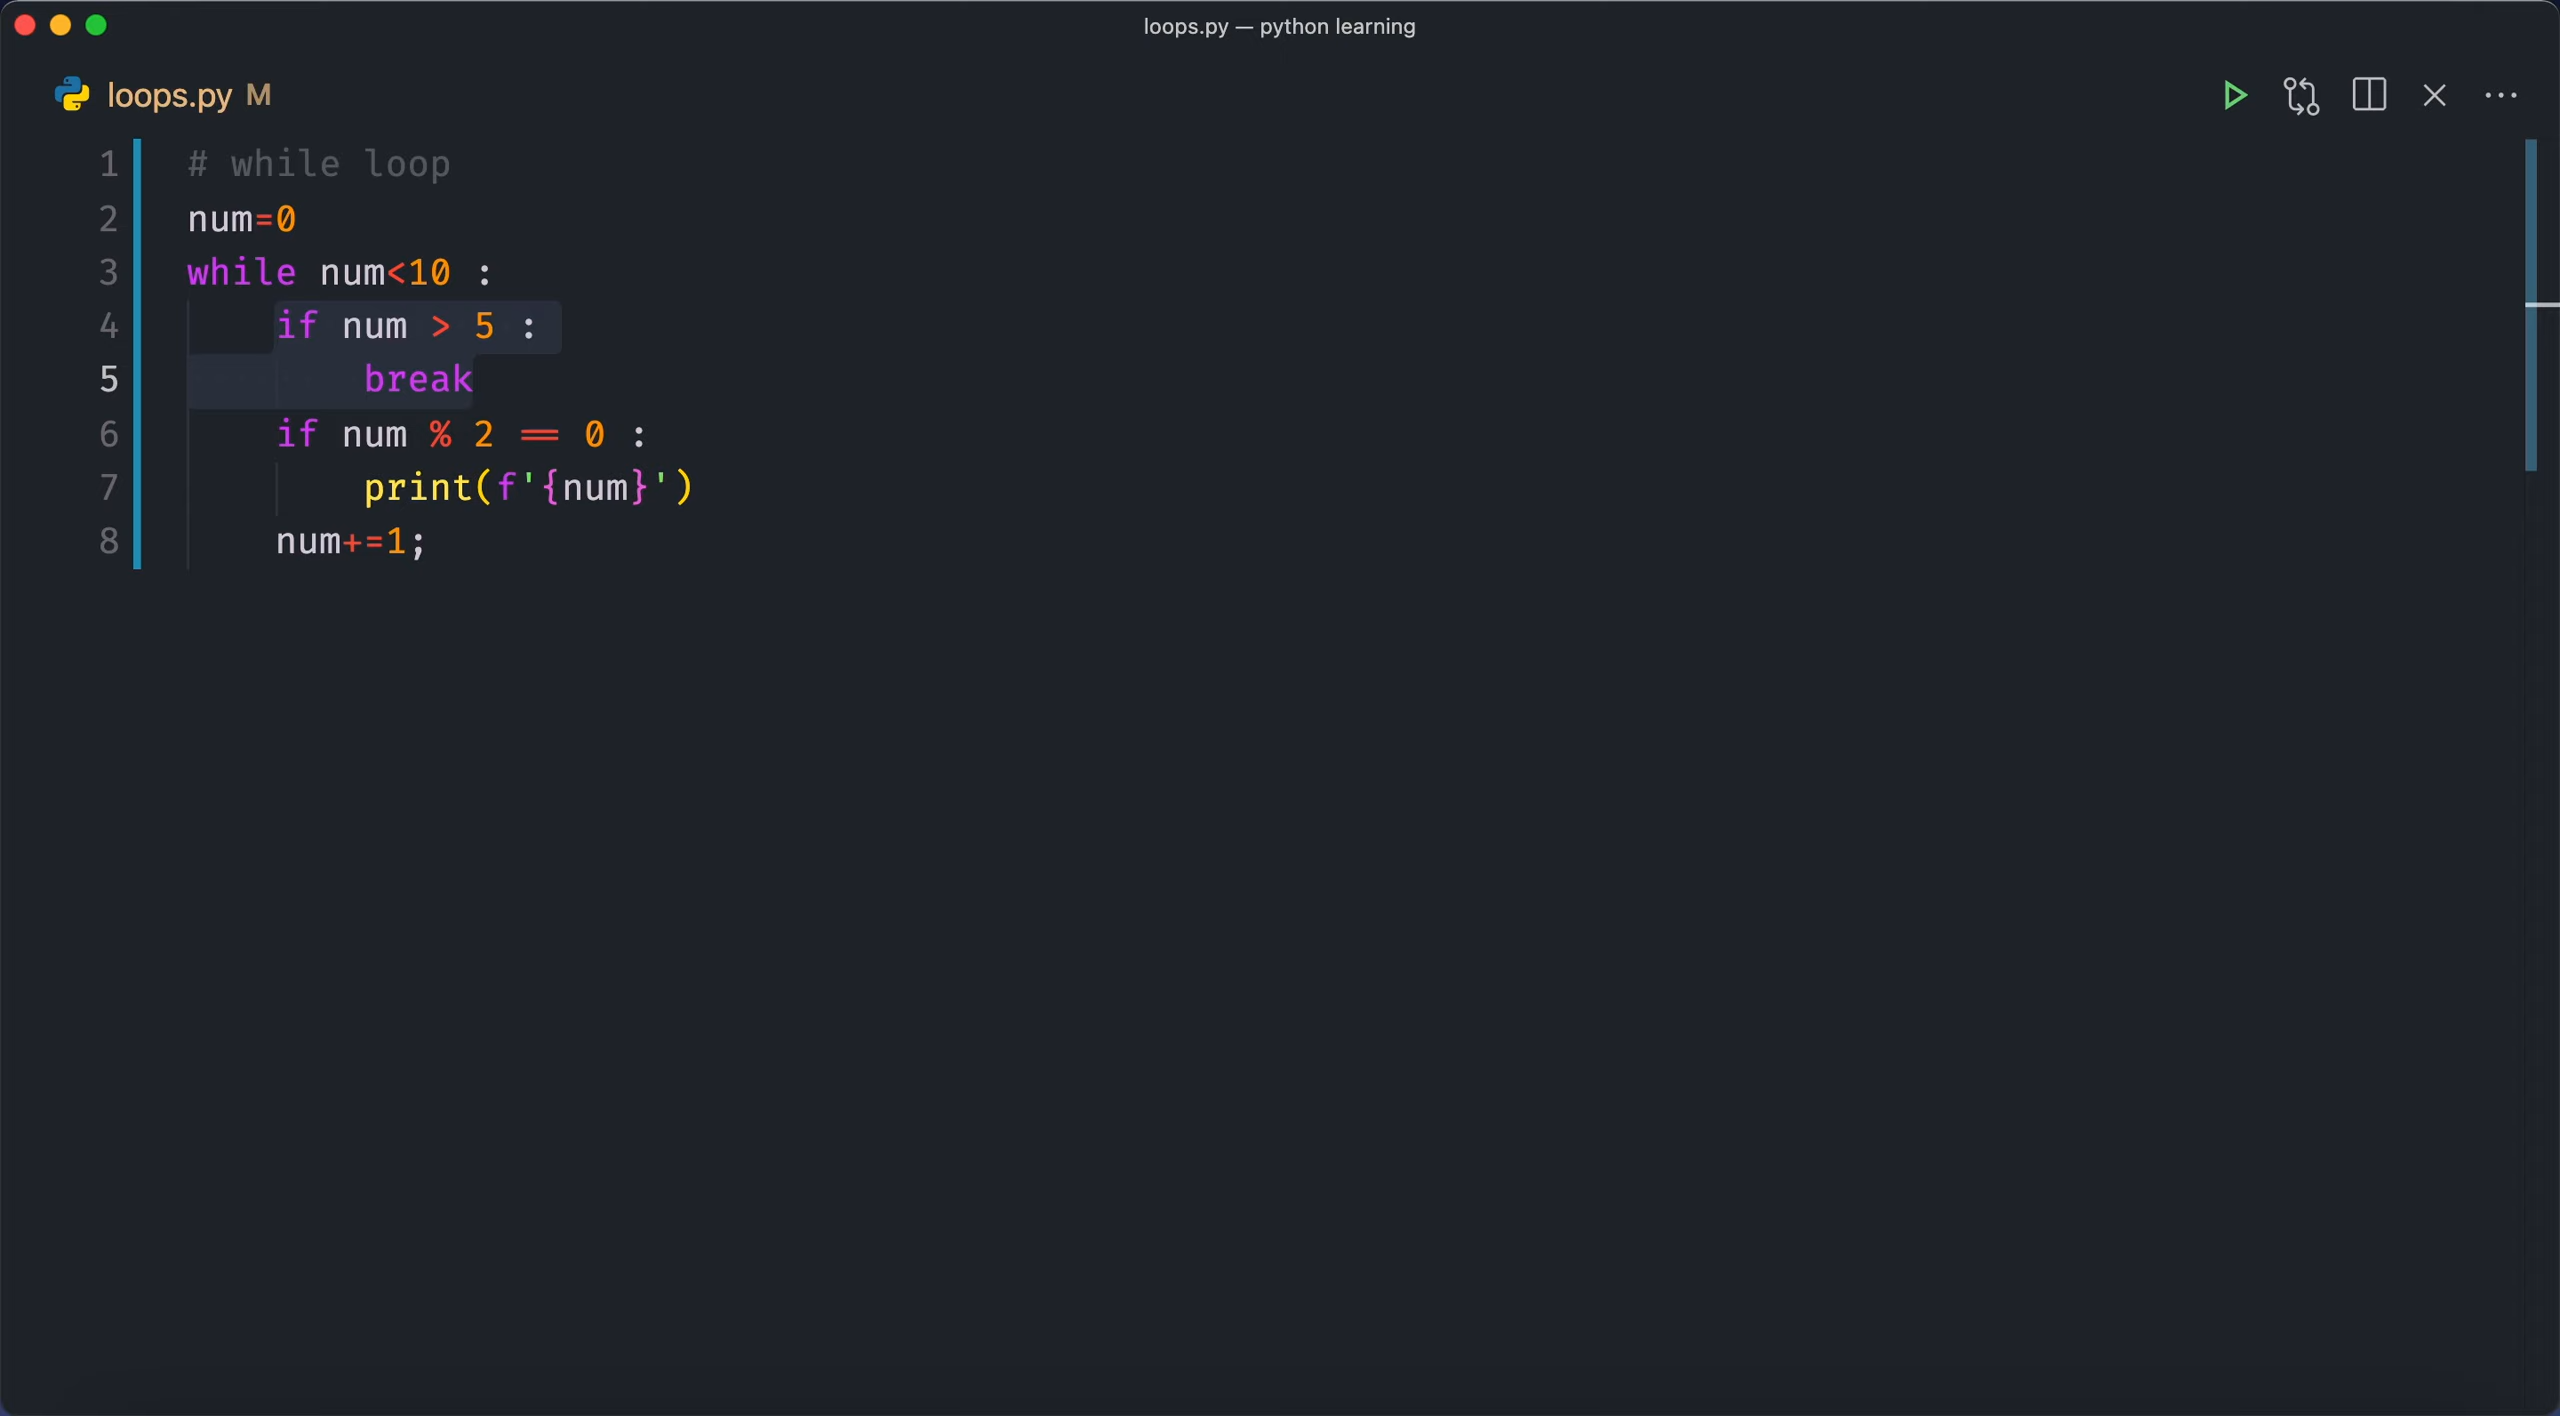 loops.py — python learning
loops.py M
1 # while loop
2 num=0
3 while num<10 :
4     if num > 5 :
5         break
6     if num % 2 == 0 :
7         print(f'{num}')
8     num+=1;